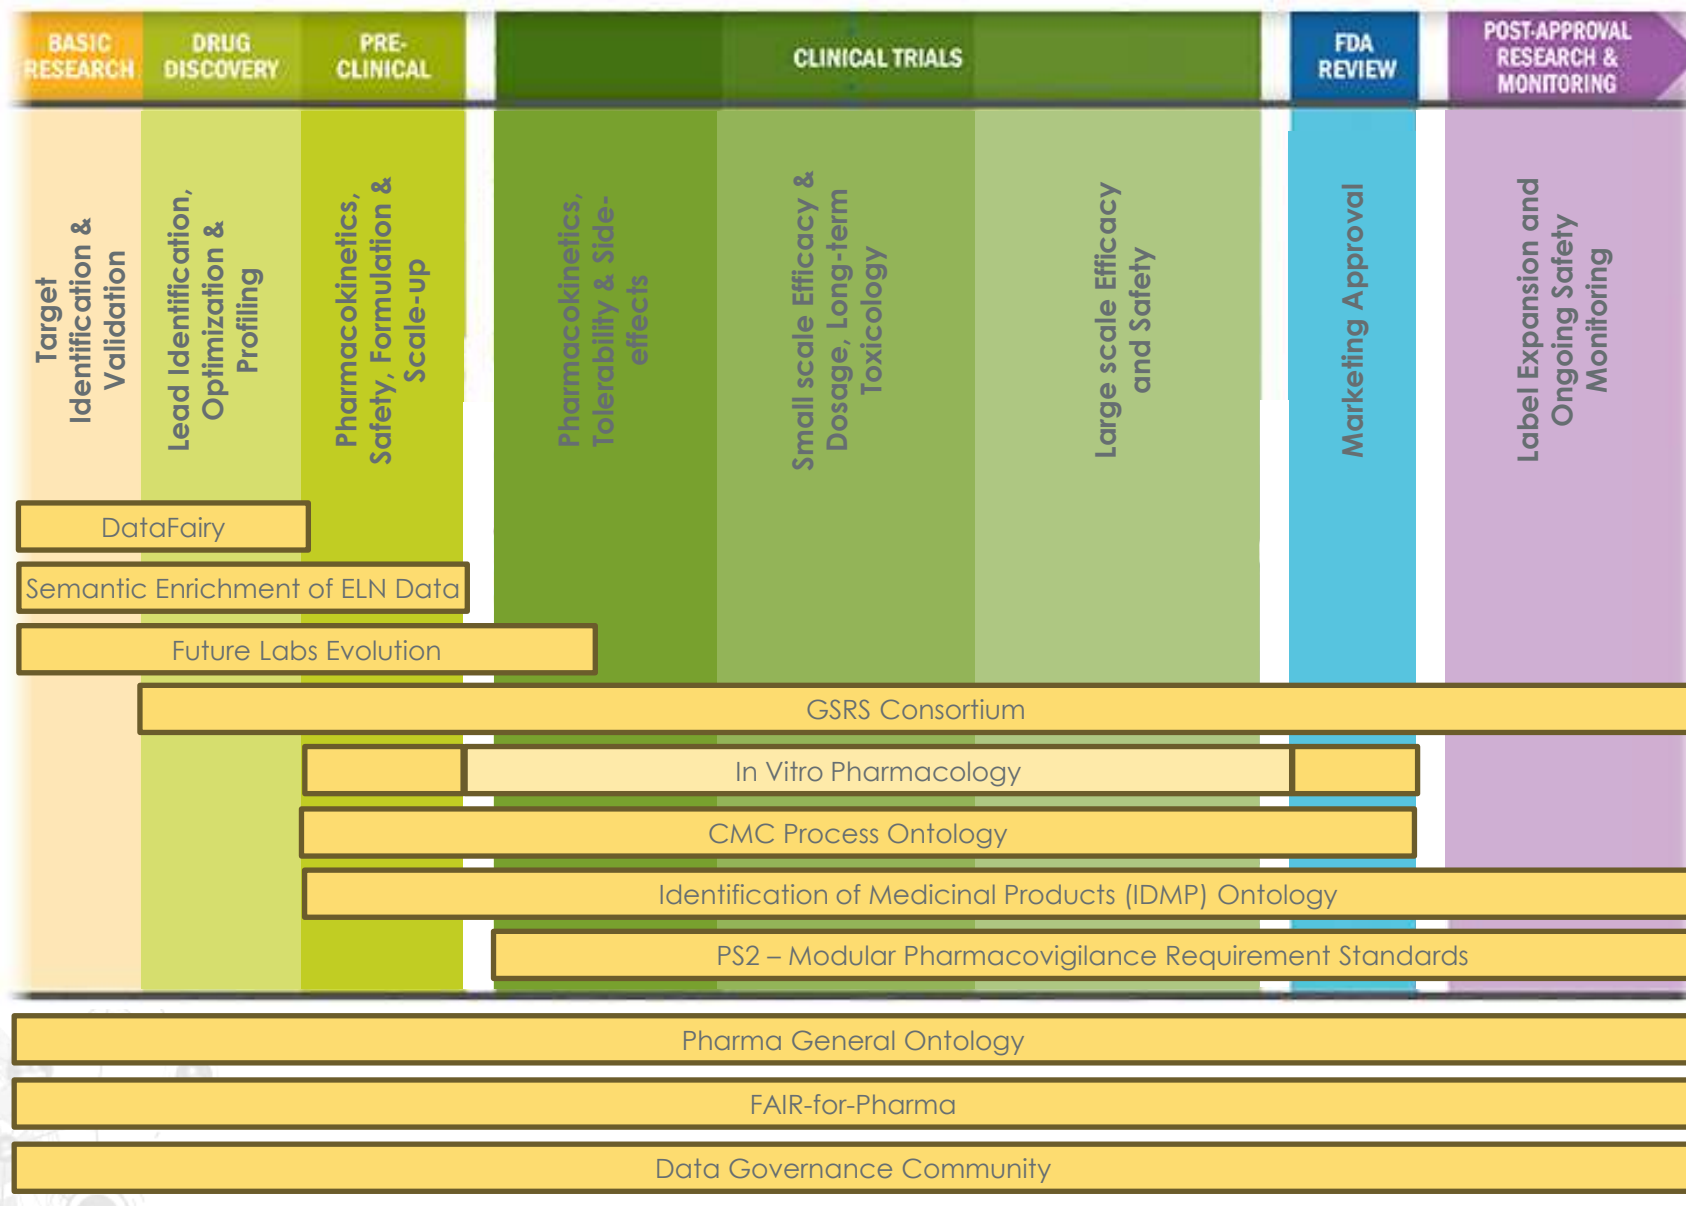 BASIC
RESEARCH
DRUG
DISCOVERY
PRE-
CLINICAL
CLINICAL TRIALS
FDA
REVIEW
POST-APPROVAL
RESEARCH &
MONITORING
Target
Identification &
Validation
Lead Identification,
Optimization &
Profiling
Pharmacokinetics,
Safety, Formulation &
Scale-up
Pharmacokinetics,
Tolerability & Side-
effects
Small scale Efficacy &
Dosage, Long-term
Toxicology
Large scale Efficacy
and Safety
Marketing Approval
Label Expansion and
Ongoing Safety
Monitoring
DataFairy
Semantic Enrichment of ELN Data
Future Labs Evolution
GSRS Consortium
In Vitro Pharmacology
CMC Process Ontology
Identification of Medicinal Products (IDMP) Ontology
PS2 – Modular Pharmacovigilance Requirement Standards
Pharma General Ontology
FAIR-for-Pharma
Data Governance Community